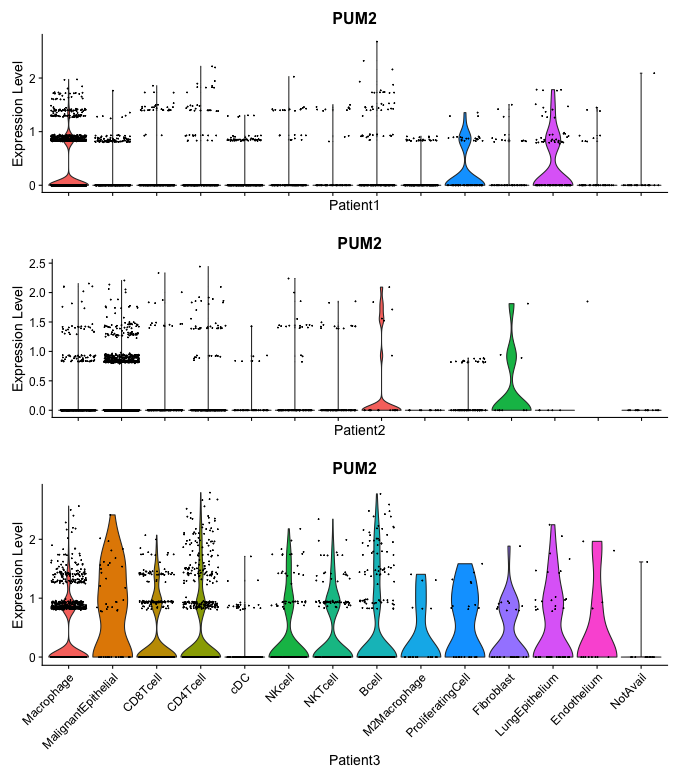 PUM2
Expression Level
2
1
0
Patient1
PUM2
Expression Level
2.5
2.0
1.5
1.0
0.5
0.0
Patient2
PUM2
Expression Level
2
1
0
Macrophage
MalignantEpithelial
CD8Tcell
CD4Tcell
cDC
NKcell
NKTcell
Bcell
M2Macrophage
ProliferatingCell
Fibroblast
LungEpithelium
Endothelium
NotAvail
Patient3